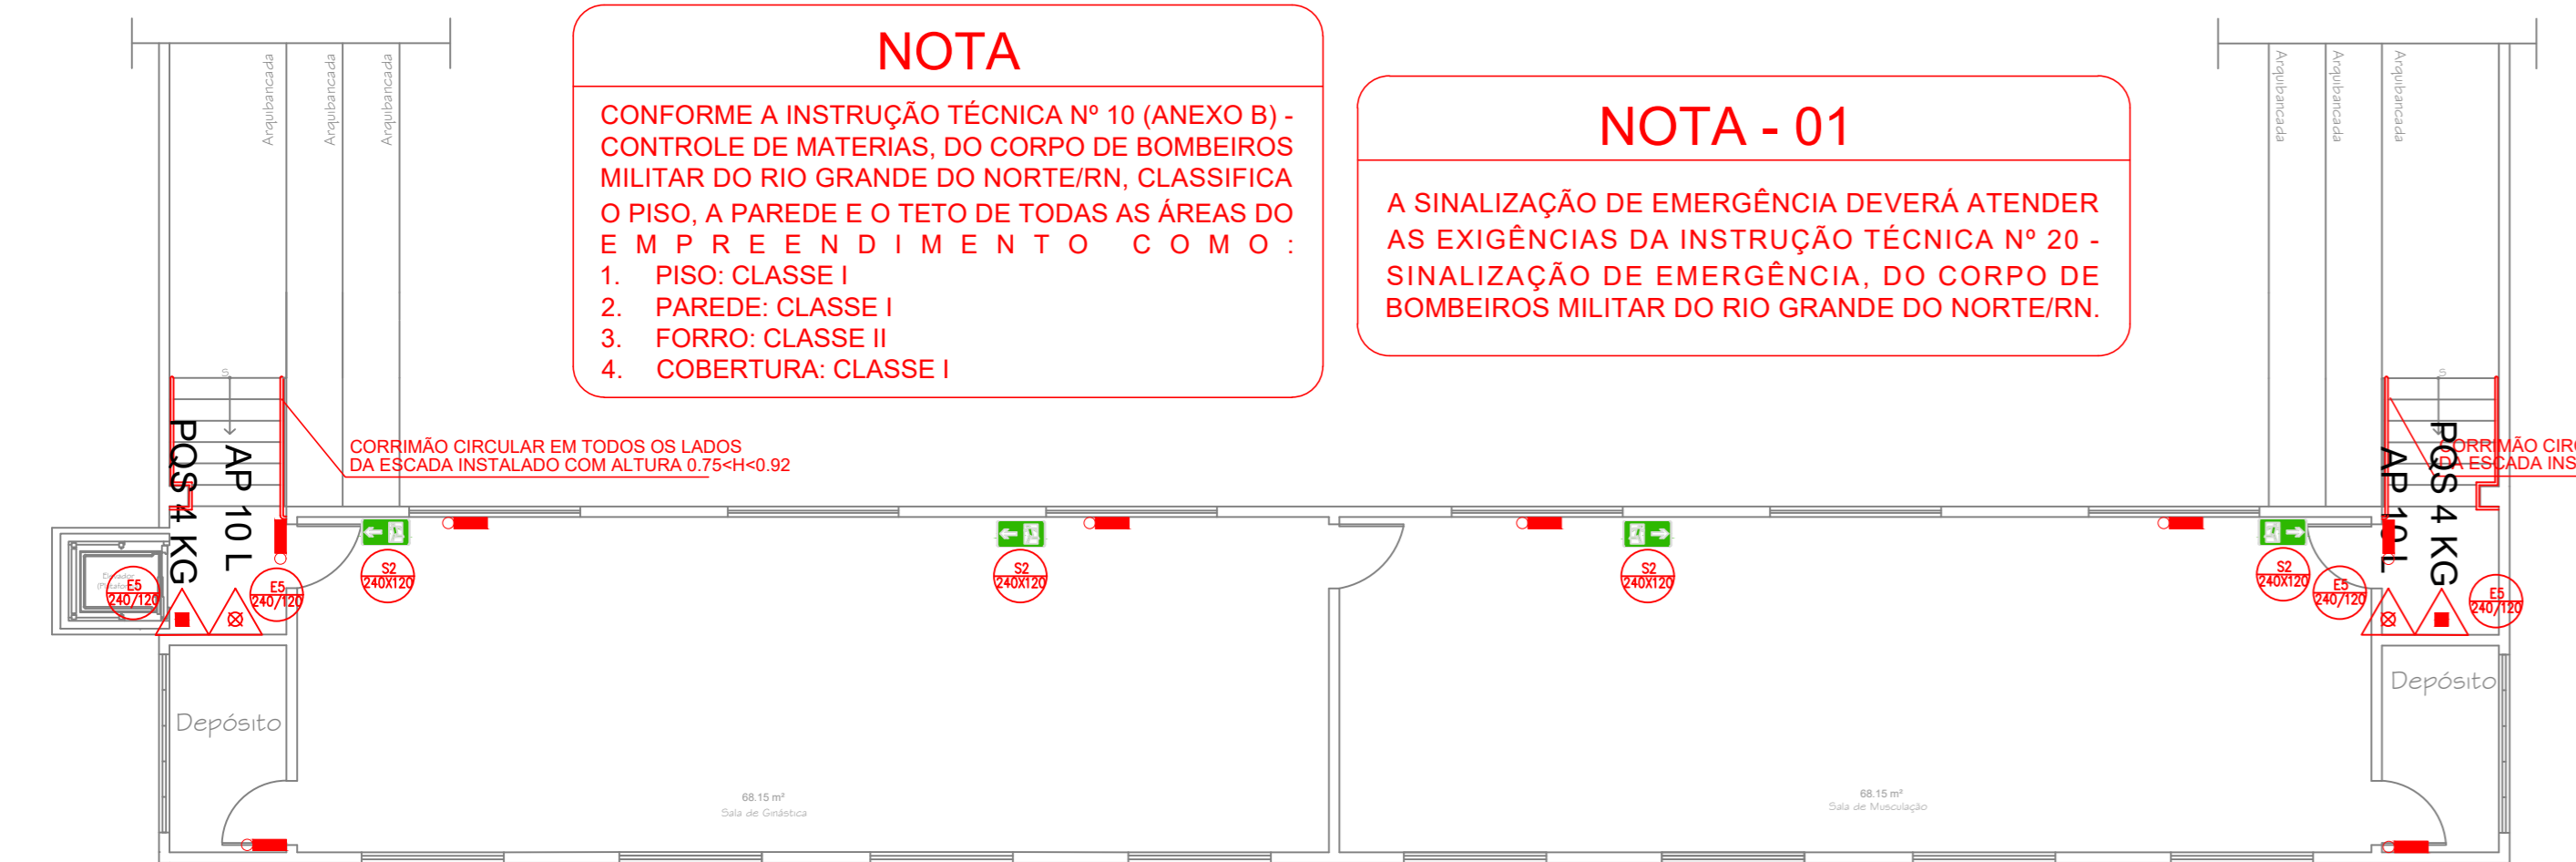 NOTA
CONFORME A INSTRUÇÃO TÉCNICA Nº 10 (ANEXO B) -
CONTROLE DE MATERIAS, DO CORPO DE BOMBEIROS
MILITAR DO RIO GRANDE DO NORTE/RN, CLASSIFICA
O PISO, A PAREDE E O TETO DE TODAS AS ÁREAS DO
EMPREENDIMENTO COMO:
1. PISO: CLASSE I
2. PAREDE: CLASSE I
3. FORRO: CLASSE II
4. COBERTURA: CLASSE I
NOTA - 01
A SINALIZAÇÃO DE EMERGÊNCIA DEVERÁ ATENDER
AS EXIGÊNCIAS DA INSTRUÇÃO TÉCNICA Nº 20 -
SINALIZAÇÃO DE EMERGÊNCIA, DO CORPO DE
BOMBEIROS MILITAR DO RIO GRANDE DO NORTE/RN.
Arquibancada
Arquibancada
Arquibancada
Arquibancada
Arquibancada
Arquibancada
S
S
CORRIMÃO CIRCULAR EM TODOS OS LADOS
DA ESCADA INSTALADO COM ALTURA 0.75<H<0.92
CORRIMÃO CIRC
DA ESCADA INS
PQS 4 KG
AP 10 L
AP 10 L
PQS 4 KG
Elevador
E5
240/120
E5
240/120
S2
240X120
S2
240X120
S2
240X120
S2
240X120
E5
240/120
E5
240/120
Depósito
Depósito
68.15 m²
Sala de Ginástica
68.15 m²
Sala de Musculação